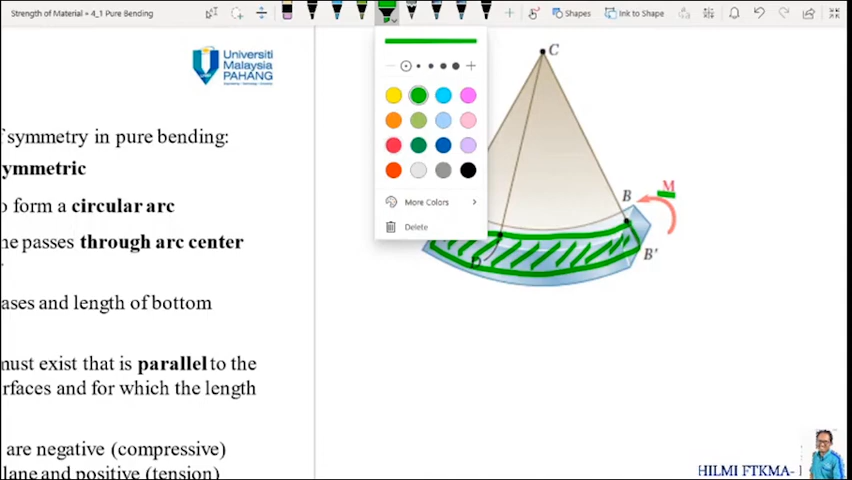 Strength of Material = 4_1 Pure Bending
Shapes
Ink to Shape
Universiti
Malaysia
PAHANG
C
f symmetry in pure bending:
ymmetric
More Colors
Delete
M
B
o form a circular arc
ne passes through arc center
D
B'
ases and length of bottom
must exist that is parallel to the
rfaces and for which the length
are negative (compressive)
lane and positive (tension)
HILMI FTKMA-